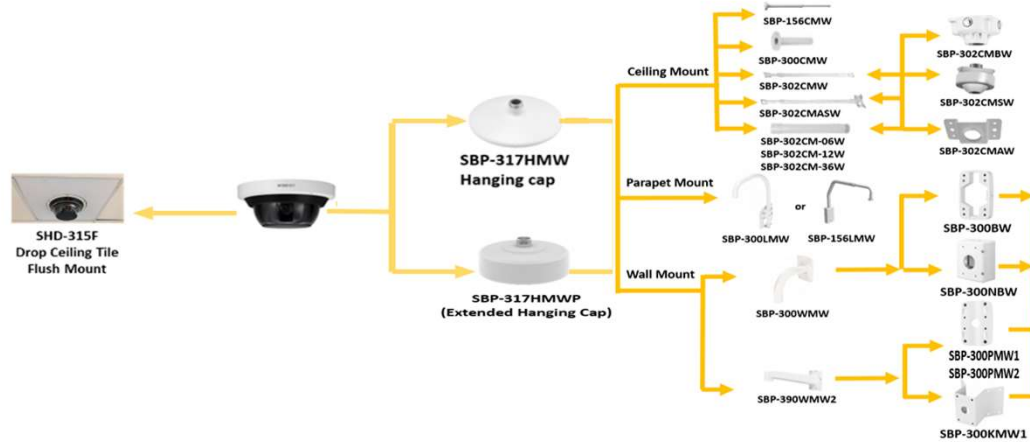 SBP-156CMW
SBP-300CMW
Ceiling Mount
SBP-302CMW
SBP-302CMASW
SBP-302CM-06W
SBP-302CM-12W
SBP-302CM-36W
SBP-302CMBW
SBP-302CMSW
SBP-302CMAW
SBP-317HMW
Hanging cap
SHD-315F
Drop Ceiling Tile
Flush Mount
SBP-317HMWP
(Extended Hanging Cap)
Parapet Mount
or
SBP-300LMW
SBP-156LMW
Wall Mount
SBP-300WMW
SBP-390WMW2
SBP-300BW
SBP-300NBW
SBP-300PMW1
SBP-300PMW2
SBP-300KMW1